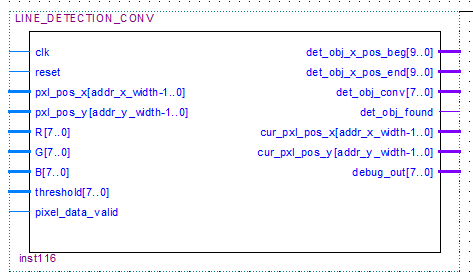 LINE_DETECTION_CONV
clk
reset
pxl_pos_x[addr_x_width-1..0]
pxl_pos_y[addr_y_width-1..0]
R[7..0]
G[7..0]
B[7..0]
threshold[7..0]
pixel_data_valid
det_obj_x_pos_beg[9..0]
det_obj_x_pos_end[9..0]
det_obj_conv[7..0]
det_obj_found
cur_pxl_pos_x[addr_x_width-1..0]
cur_pxl_pos_y[addr_y_width-1..0]
debug_out[7..0]
inst116